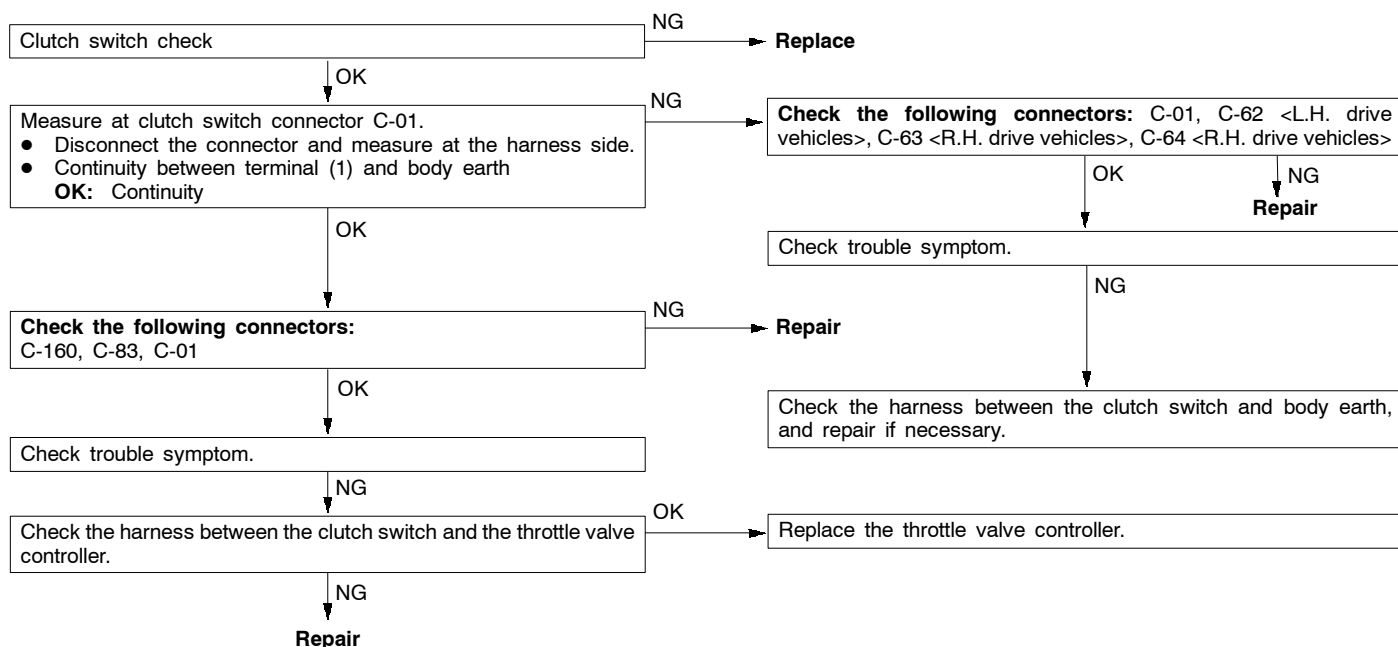 Clutch switch check
NG
Replace
OK
Measure at clutch switch connector C-01.
● Disconnect the connector and measure at the harness side.
● Continuity between terminal (1) and body earth
OK: Continuity
NG
Check the following connectors: C-01, C-62 <L.H. drive
vehicles>, C-63 <R.H. drive vehicles>, C-64 <R.H. drive vehicles>
OK
NG
Repair
Check trouble symptom.
NG
Check the harness between the clutch switch and body earth,
and repair if necessary.
OK
Check the following connectors:
C-160, C-83, C-01
NG
Repair
OK
Check trouble symptom.
NG
Check the harness between the clutch switch and the throttle valve
controller.
OK
Replace the throttle valve controller.
NG
Repair